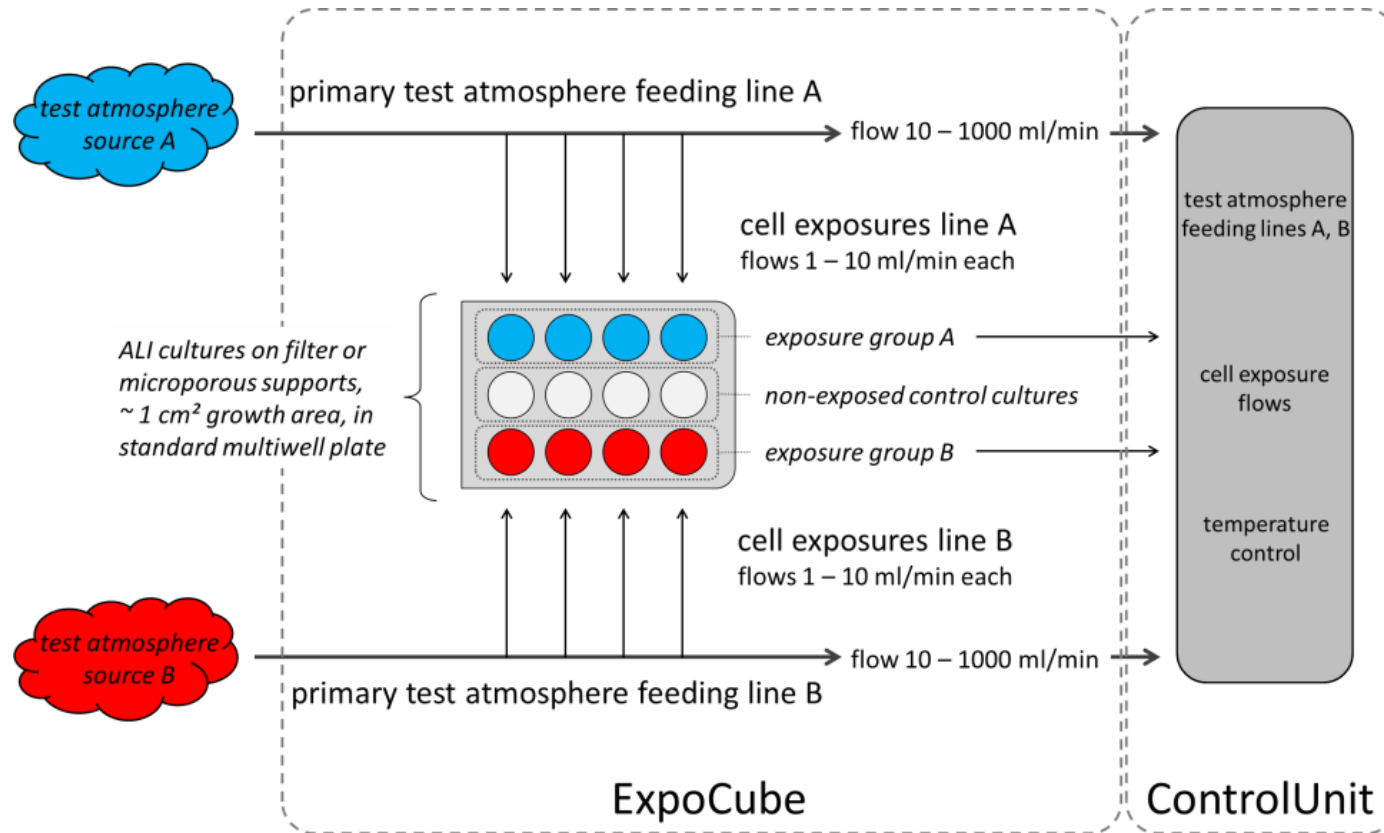 test atmosphere
source A
primary test atmosphere feeding line A
flow 10 – 1000 ml/min
test atmosphere
feeding lines A, B
cell exposures line A
flows 1 – 10 ml/min each
ALI cultures on filter or
microporous supports,
~ 1 cm² growth area, in
standard multiwell plate
exposure group A
non-exposed control cultures
exposure group B
cell exposure
flows
cell exposures line B
flows 1 – 10 ml/min each
temperature
control
test atmosphere
source B
flow 10 – 1000 ml/min
primary test atmosphere feeding line B
ExpoCube
ControlUnit